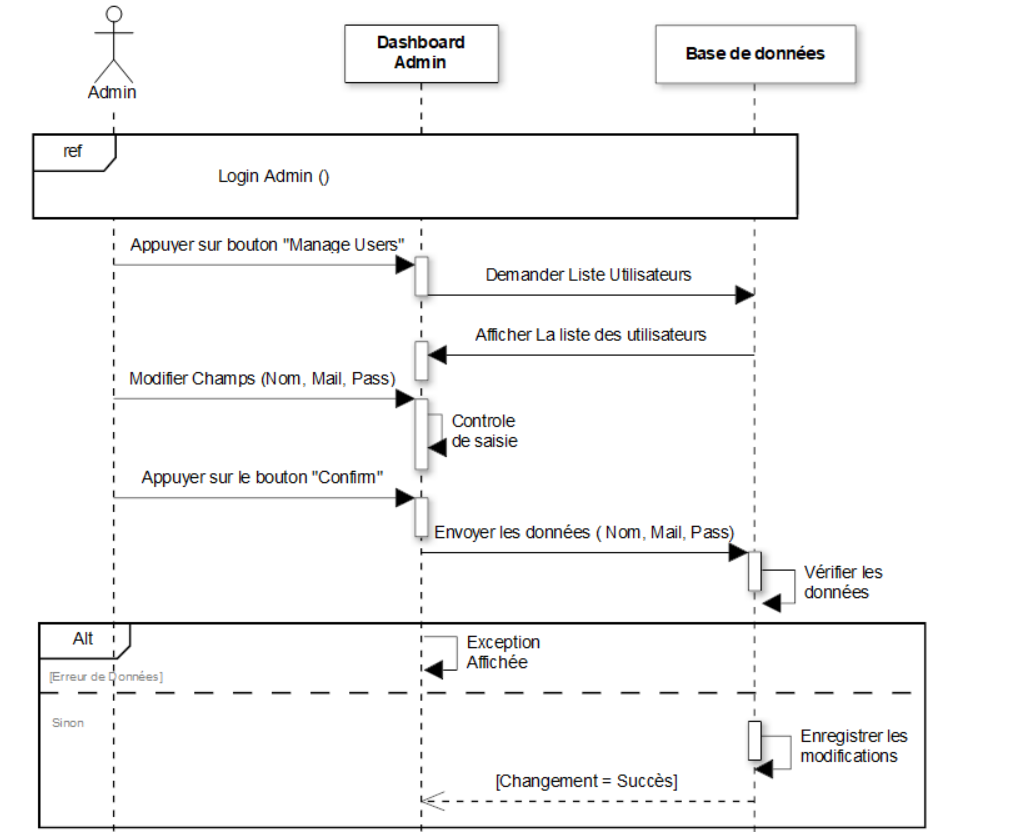 Dashboard
Admin
Base de données
Admin
ref
Login Admin ()
Appuyer sur bouton "Manage Users"
Demander Liste Utilisateurs
Afficher La liste des utilisateurs
Modifier Champs (Nom, Mail, Pass)
Controle
de saisie
Appuyer sur le bouton "Confirm"
Envoyer les données ( Nom, Mail, Pass)
Vérifier les
données
Alt
Exception
Affichée
[Erreur de Données]
Sinon
Enregistrer les
modifications
[Changement = Succès]